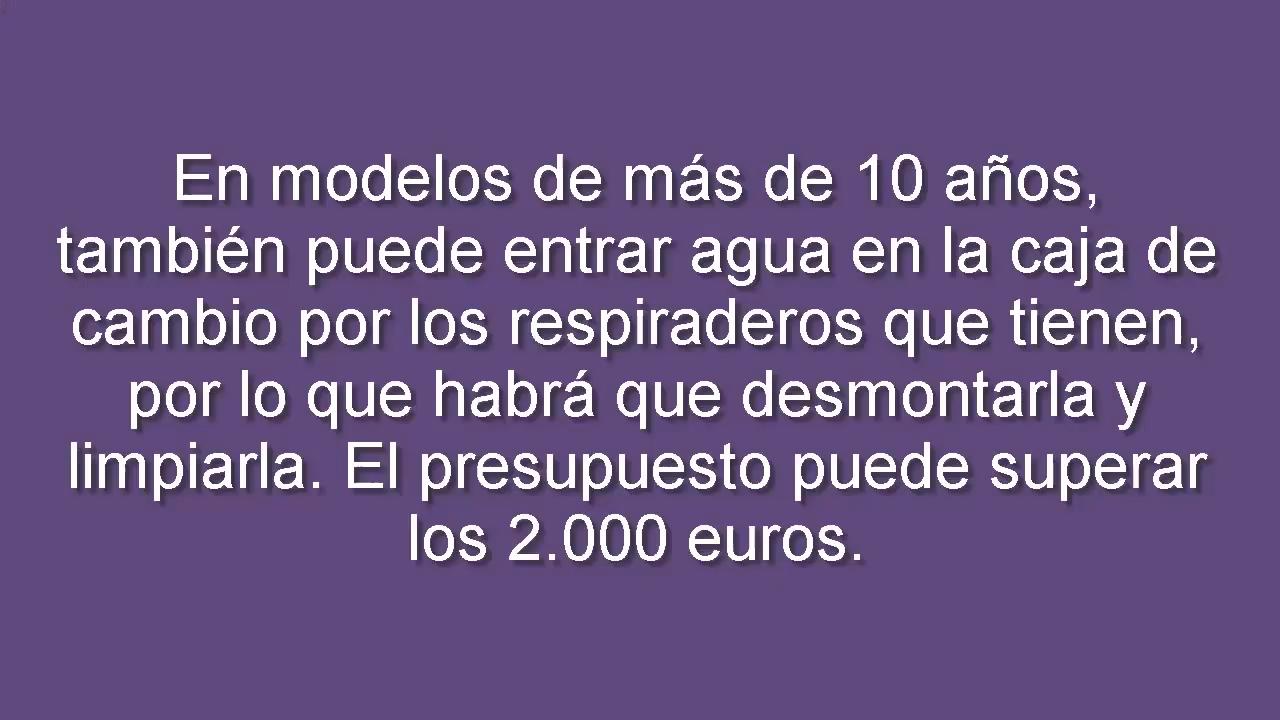 En modelos de más de 10 años,
también puede entrar agua en la caja de
cambio por los respiraderos que tienen,
por lo que habrá que desmontarla y
limpiarla. El presupuesto puede superar
los 2.000 euros.